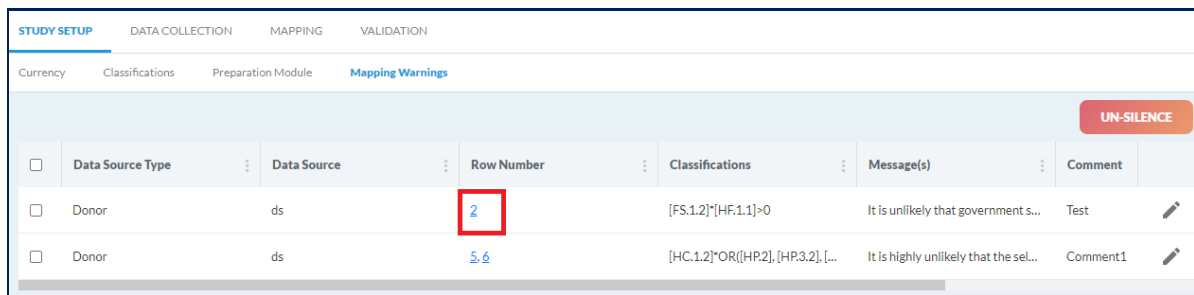 STUDY SETUP DATA COLLECTION MAPPING VALIDATION
Currency Classifications Preparation Module Mapping Warnings
UN-SILENCE
Data Source Type Data Source Row Number Classifications Message(s) Comment
Donor ds 2 [FS.1.2]*[HF.1.1]>0 It is unlikely that government s... Test
Donor ds 5, 6 [HC.1.2]*OR([HP.2], [HP.3.2], [... It is highly unlikely that the sel... Comment1